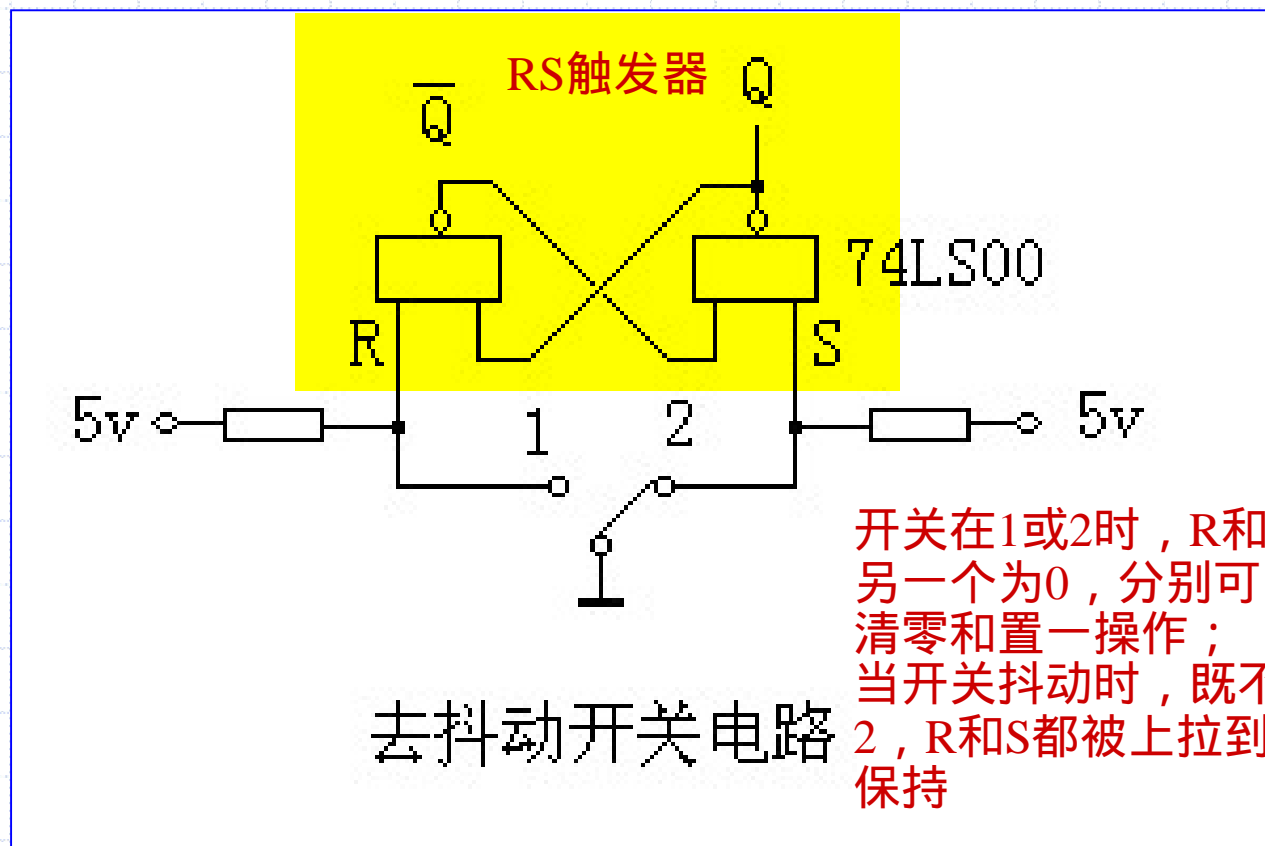 RS触发器
Q
Q
74LS00
R
S
5v
1
2
5v
开关在1或2时，R和
另一个为0，分别可
清零和置一操作；
当开关抖动时，既不
2，R和S都被上拉到
保持
去抖动开关电路